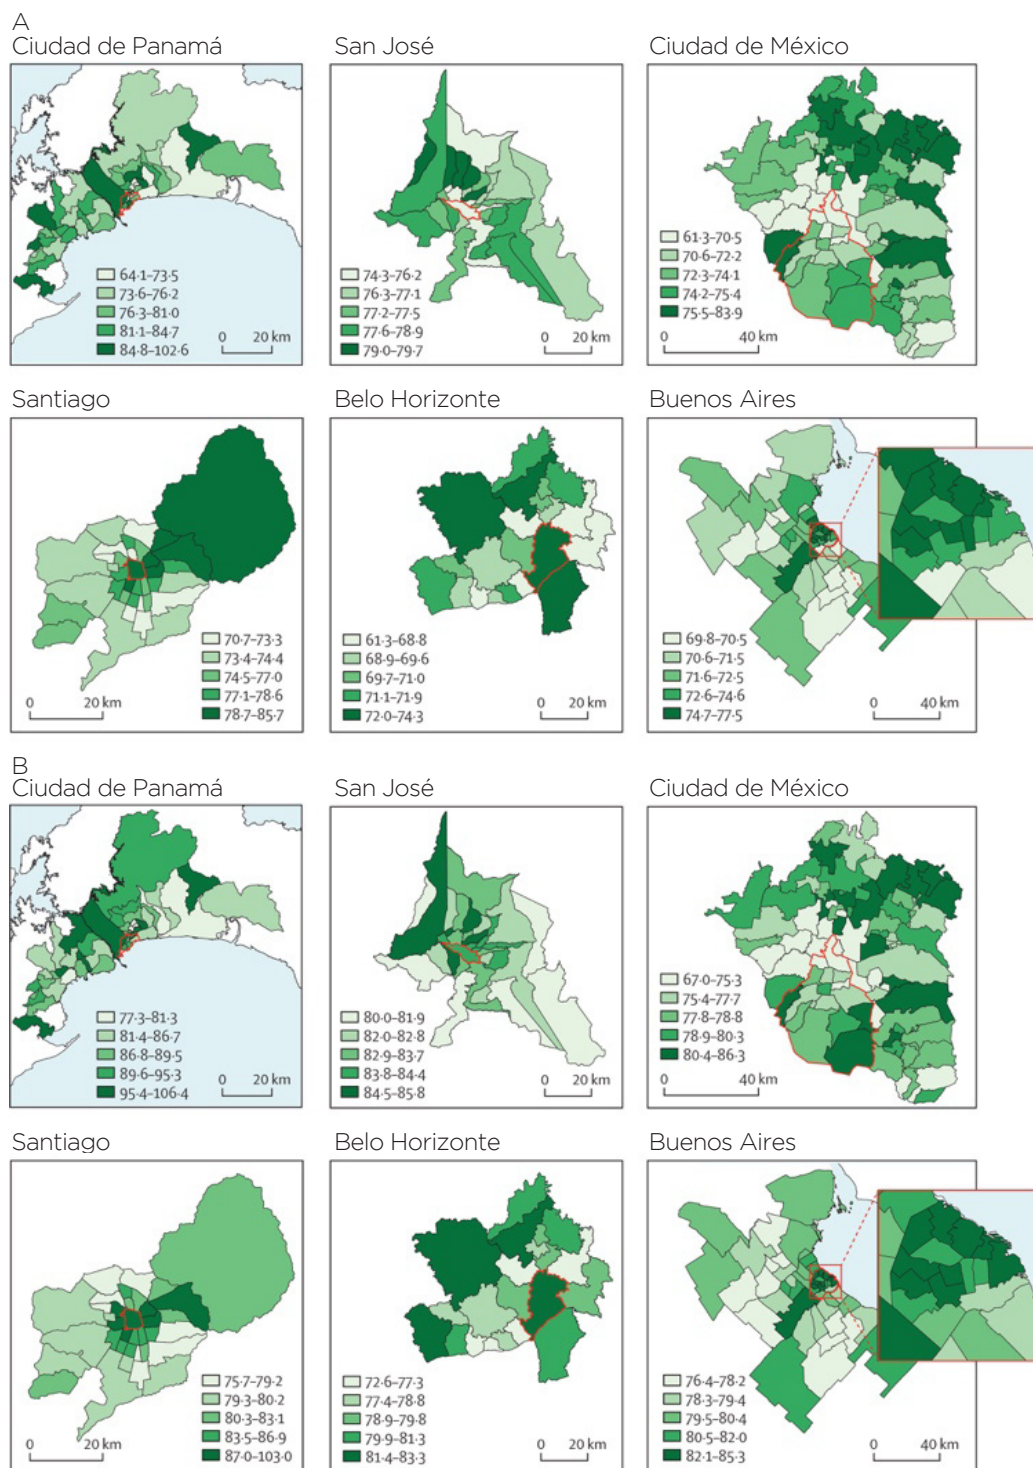 A
Ciudad de Panamá
San José
Ciudad de México
64·1–73·5
73·6–76·2
76·3–81·0
81·1–84·7
84·8–102·6
0 20 km
74·3–76·2
76·3–77·1
77·2–77·5
77·6–78·9
79·0–79·7
0 20 km
61·3–70·5
70·6–72·2
72·3–74·1
74·2–75·4
75·5–83·9
0 40 km
Santiago
Belo Horizonte
Buenos Aires
70·7–73·3
73·4–74·4
74·5–77·0
77·1–78·6
78·7–85·7
0 20 km
61·3–68·8
68·9–69·6
69·7–71·0
71·1–71·9
72·0–74·3
0 20 km
69·8–70·5
70·6–71·5
71·6–72·5
72·6–74·6
74·7–77·5
0 40 km
B
Ciudad de Panamá
San José
Ciudad de México
77·3–81·3
81·4–86·7
86·8–89·5
89·6–95·3
95·4–106·4
0 20 km
80·0–81·9
82·0–82·8
82·9–83·7
83·8–84·4
84·5–85·8
0 20 km
67·0–75·3
75·4–77·7
77·8–78·8
78·9–80·3
80·4–86·3
0 40 km
Santiago
Belo Horizonte
Buenos Aires
75·7–79·2
79·3–80·2
80·3–83·1
83·5–86·9
87·0–103·0
0 20 km
72·6–77·3
77·4–78·8
78·9–79·8
79·9–81·3
81·4–83·3
0 20 km
76·4–78·2
78·3–79·4
79·5–80·4
80·5–82·0
82·1–85·3
0 40 km